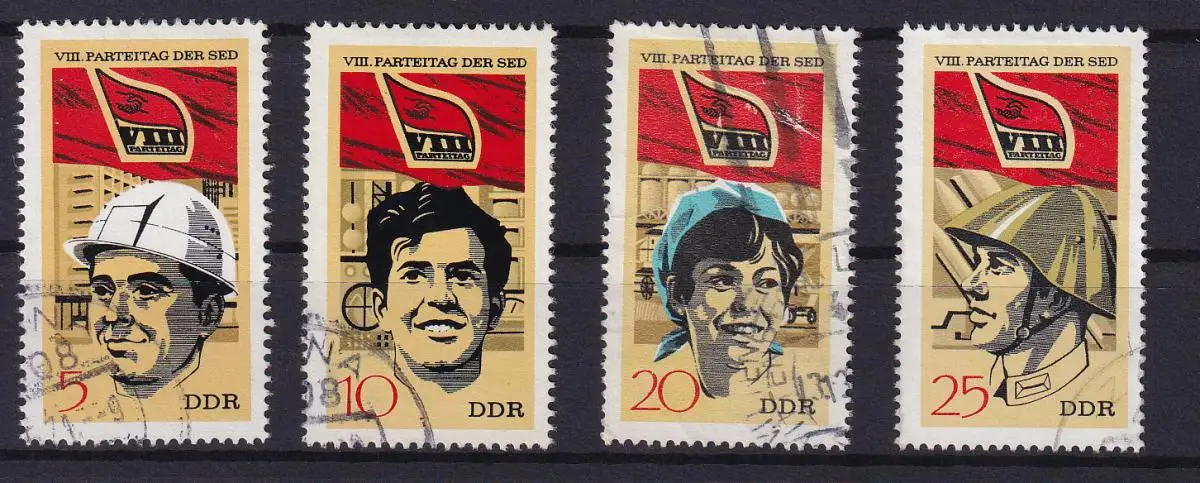 VIII. PARTEITAG DER SED
VIII
PARTEITAG
5
DDR
VIII. PARTEITAG DER SED
VIII
PARTEITAG
10
DDR
VIII. PARTEITAG DER SED
VIII
PARTEITAG
20
DDR
VIII. PARTEITAG DER SED
VIII
PARTEITAG
25
DDR